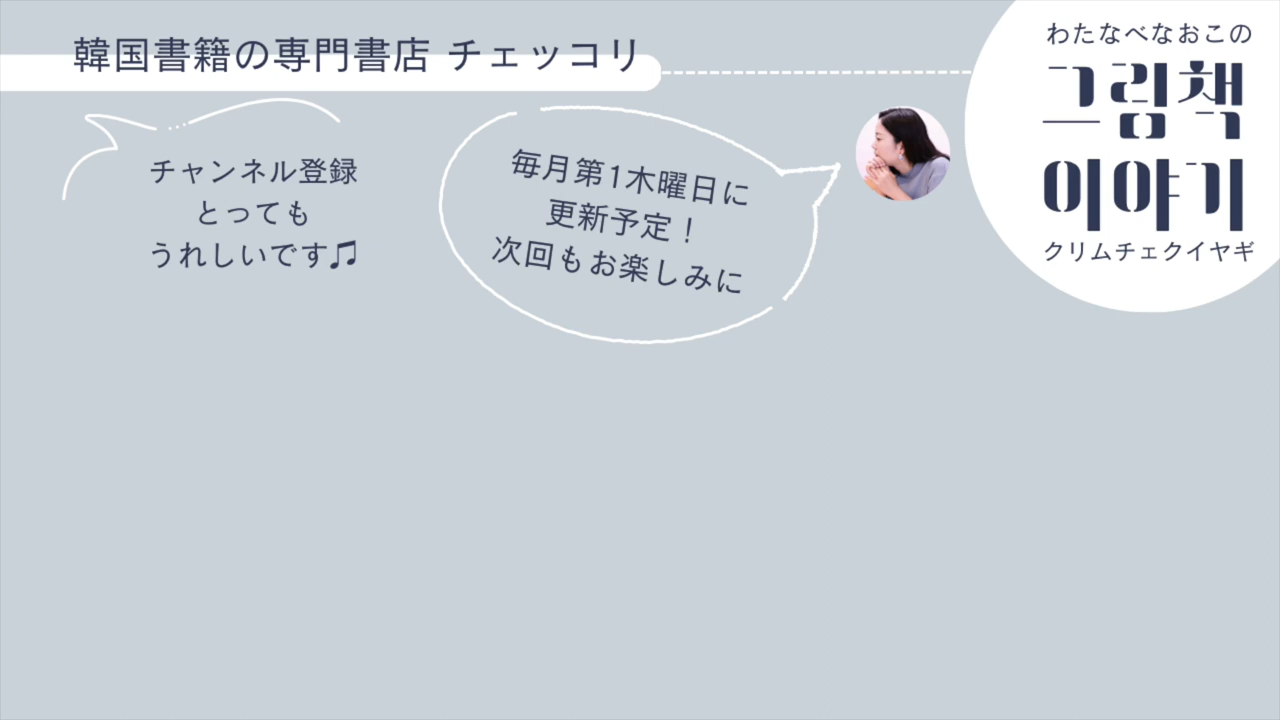 韓国書籍の専門書店 チェッコリ
チャンネル登録
とっても
うれしいです♫
毎月第1木曜日に
更新予定！
次回もお楽しみに
わたなべなおこの
그림책
이야기
クリムチェクイヤギ